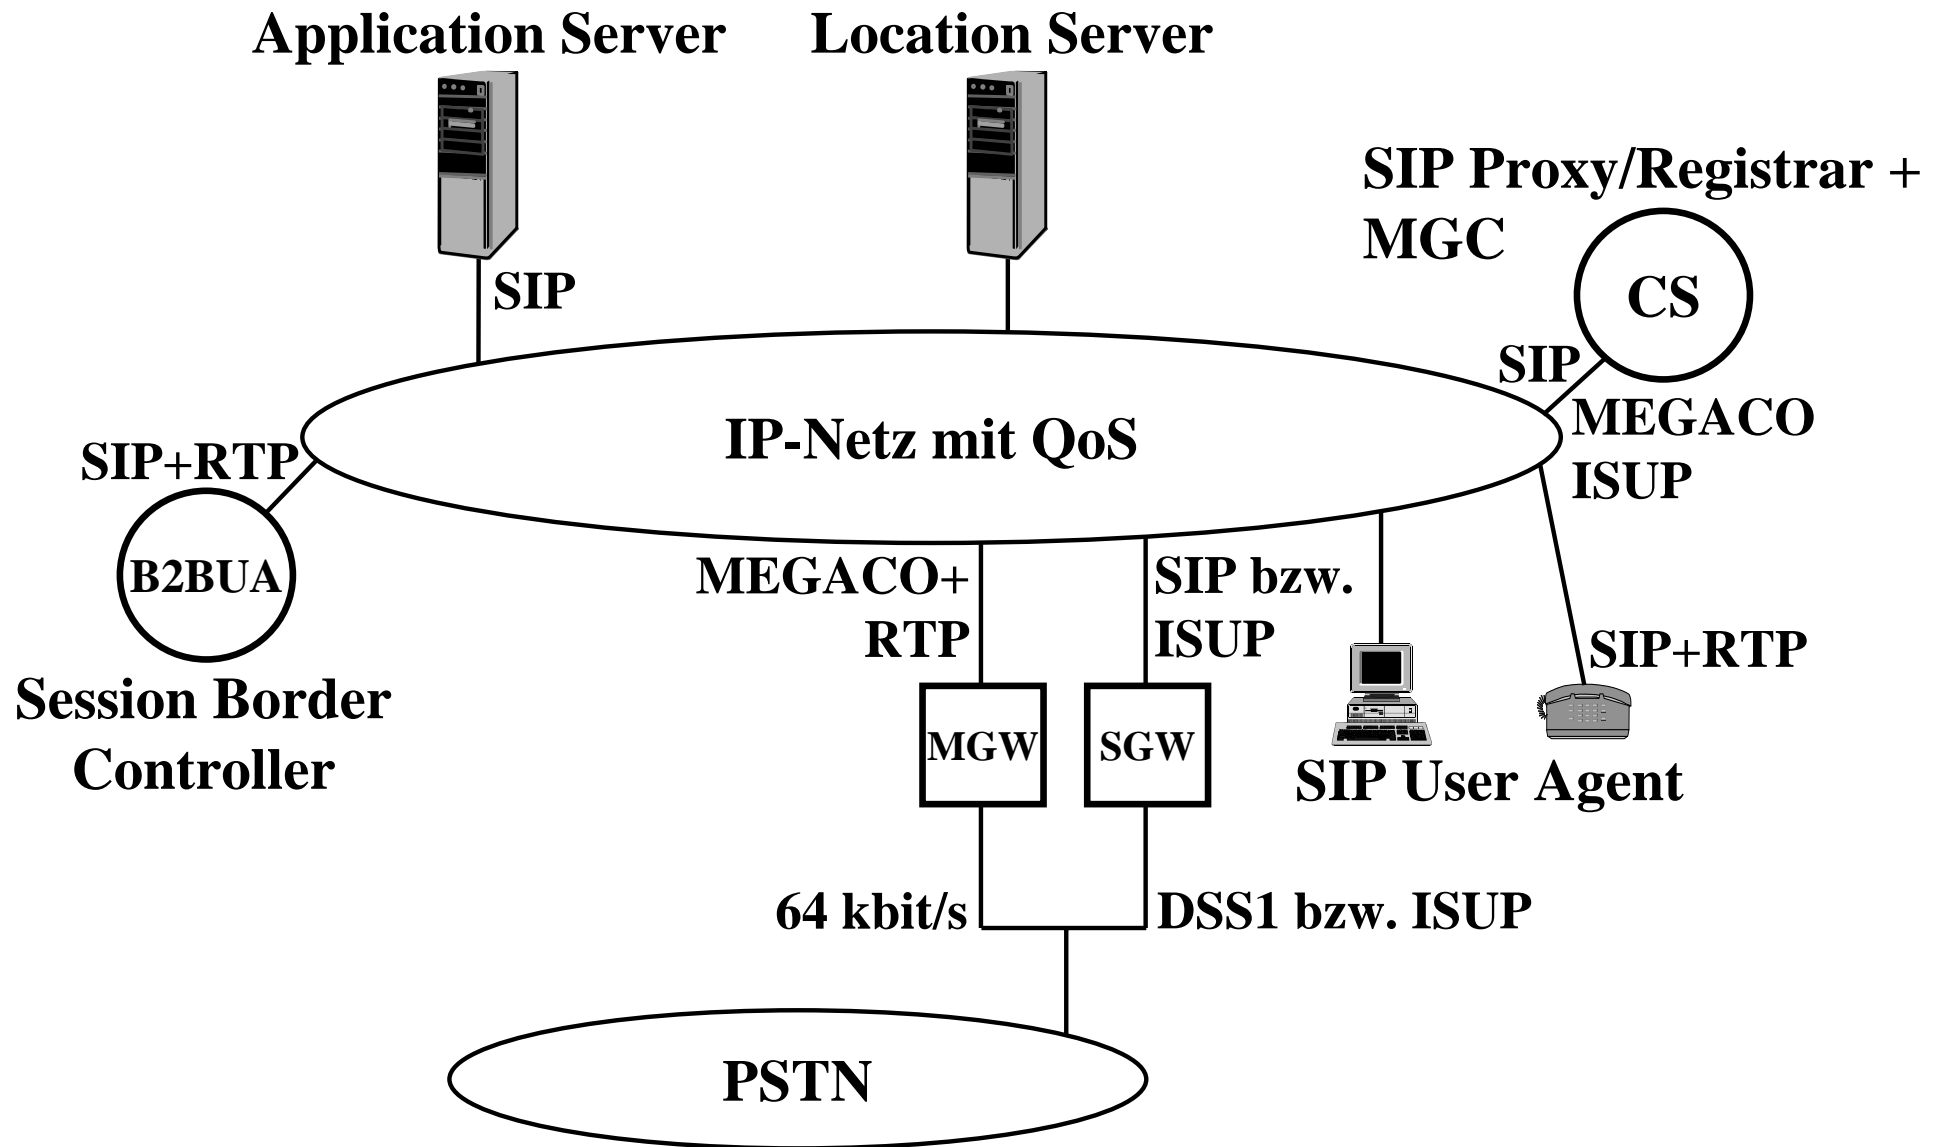 Application Server
Location Server
SIP Proxy/Registrar +
MGC
CS
SIP
SIP
MEGACO
ISUP
IP-Netz mit QoS
SIP+RTP
B2BUA
Session Border
Controller
MEGACO+
RTP
SIP bzw.
ISUP
SIP+RTP
MGW
SGW
SIP User Agent
64 kbit/s
DSS1 bzw. ISUP
PSTN